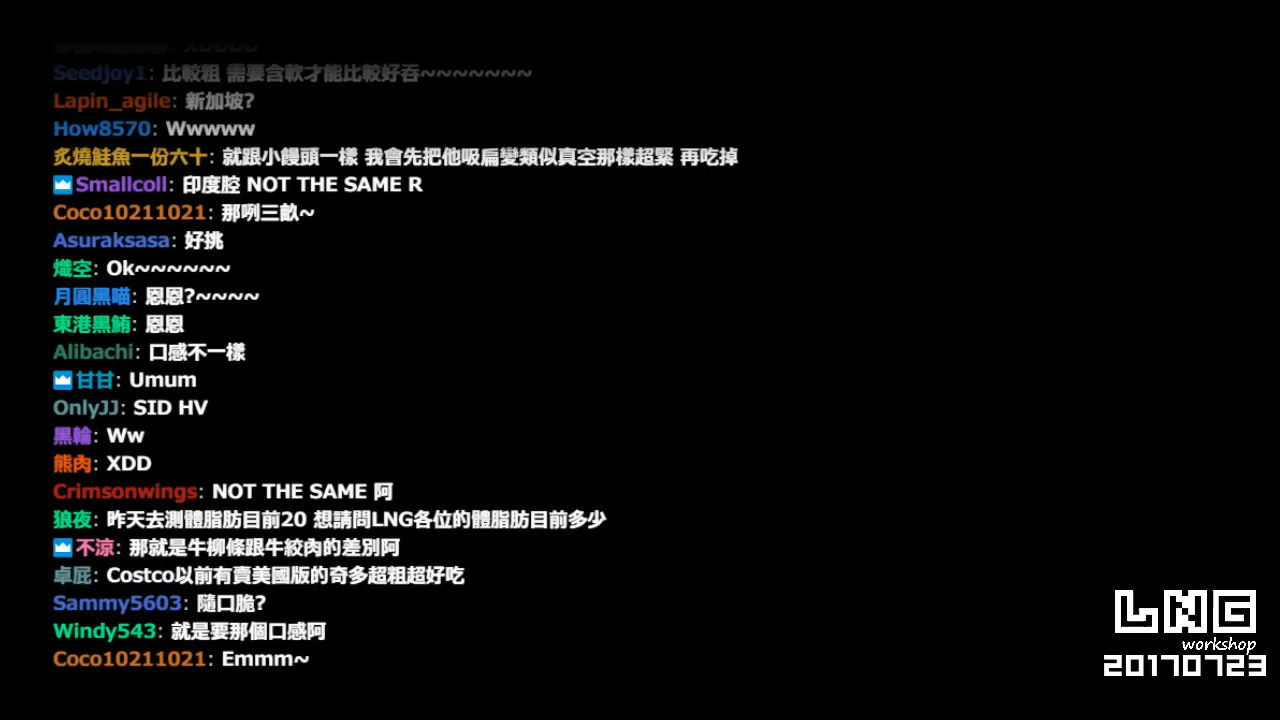 XDDDD
Seedjoy1: 比較粗 需要含軟才能比較好吞~~~~~~~
Lapin_agile: 新加坡?
How8570: Wwwww
炙燒鮭魚一份六十: 就跟小饅頭一樣 我會先把他吸扁變類似真空那樣超緊 再吃掉
Smallcoll: 印度腔 NOT THE SAME R
Coco10211021: 那咧三畝~
Asuraksasa: 好挑
熾空: Ok~~~~~~
月圓黑喵: 恩恩?~~~~
東港黑鮪: 恩恩
Alibachi: 口感不一樣
甘甘: Umum
OnlyJJ: SID HV
黑輪: Ww
熊肉: XDD
Crimsonwings: NOT THE SAME 阿
狼夜: 昨天去測體脂肪目前20 想請問LNG各位的體脂肪目前多少
不涼: 那就是牛柳條跟牛絞肉的差別阿
卓屁: Costco以前有賣美國版的奇多超粗超好吃
Sammy5603: 隨口脆?
Windy543: 就是要那個口感阿
Coco10211021: Emmm~
LNG
workshop
20170723